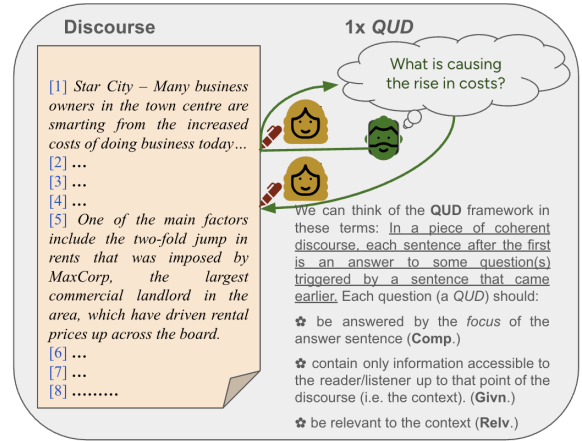 Discourse
1x QUD
[1] Star City – Many business
owners in the town centre are
smarting from the increased
costs of doing business today…
[2] ...
[3] ...
[4] ...
[5] One of the main factors
include the two-fold jump in
rents that was imposed by
MaxCorp, the largest
commercial landlord in the
area, which have driven rental
prices up across the board.
[6] ...
[7] ...
[8] .........
What is causing
the rise in costs?
We can think of the QUD framework in
these terms: In a piece of coherent
discourse, each sentence after the first
is an answer to some question(s)
triggered by a sentence that came
earlier. Each question (a QUD) should:
✿ be answered by the focus of the
answer sentence (Comp.)
✿ contain only information accessible to
the reader/listener up to that point of the
discourse (i.e. the context). (Givn.)
✿ be relevant to the context (Relv.)